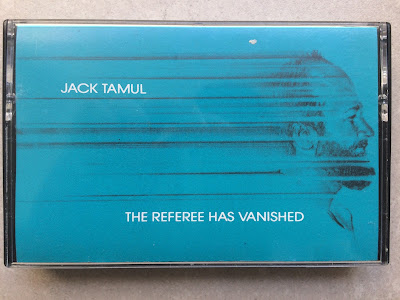 JACK TAMUL
THE REFEREE HAS VANISHED